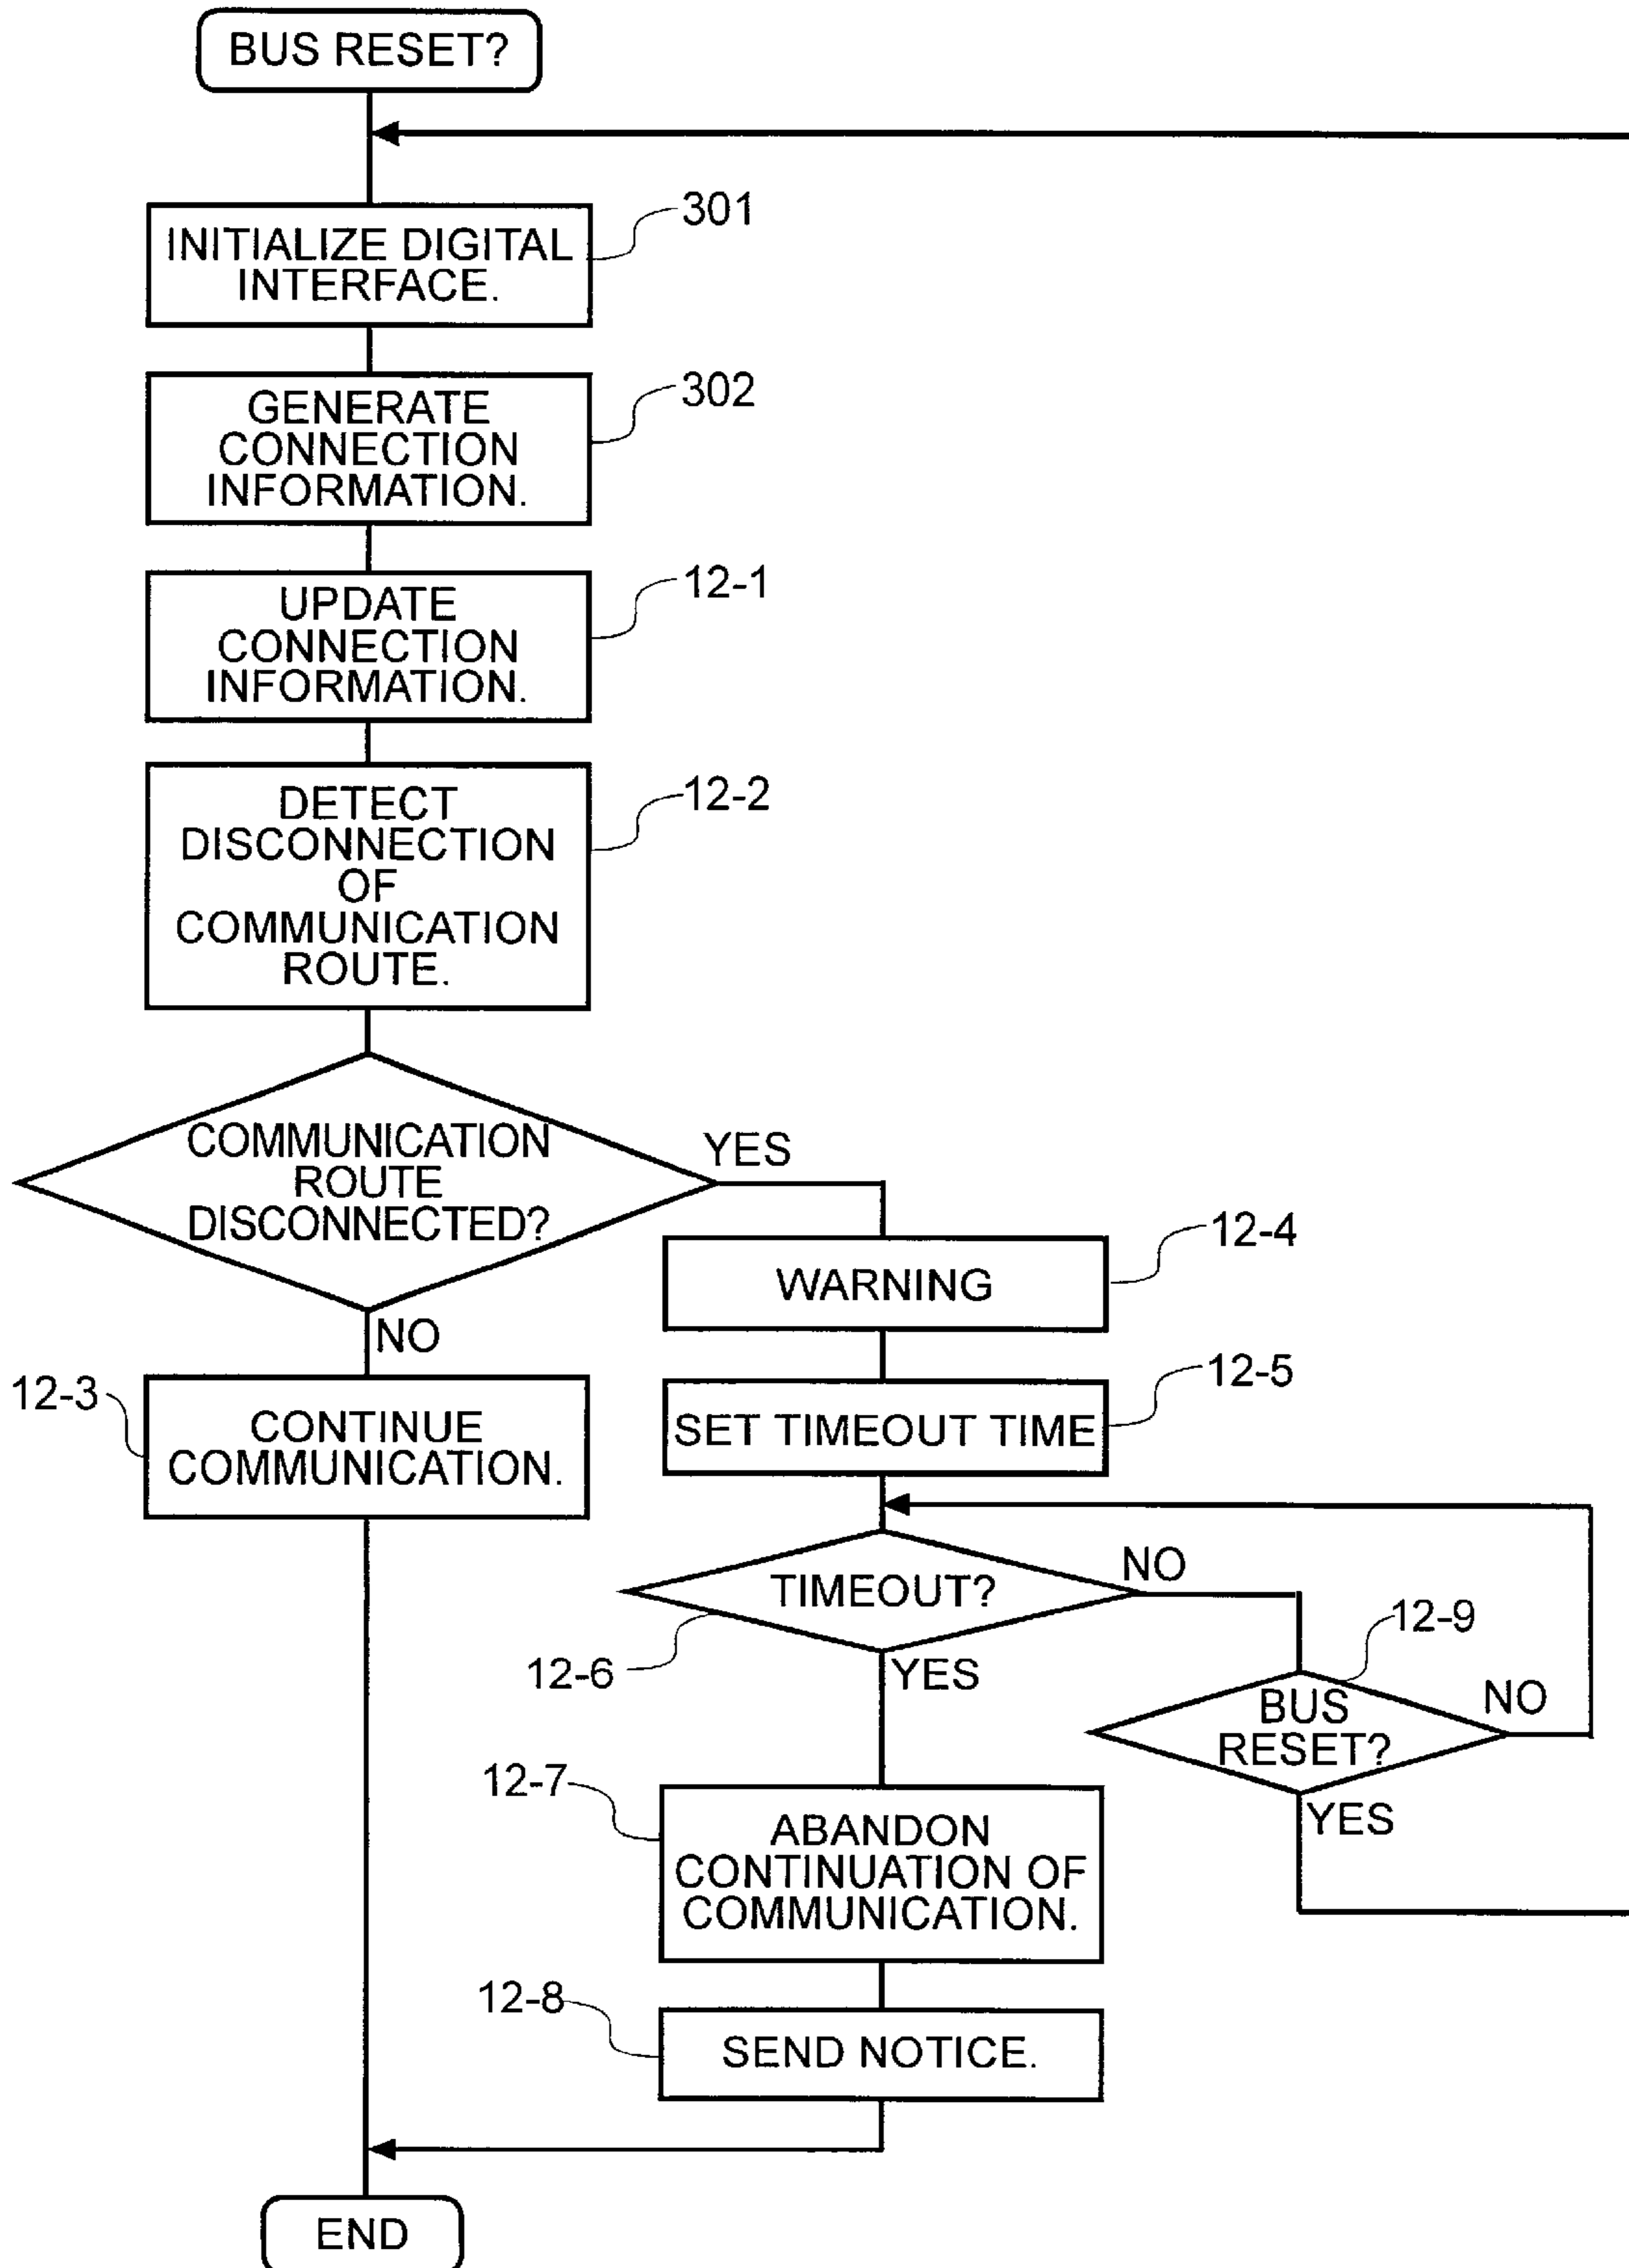 BUS RESET?
301
INITIALIZE DIGITAL
INTERFACE.
302
GENERATE
CONNECTION
INFORMATION.
12-1
UPDATE
CONNECTION
INFORMATION.
12-2
DETECT
DISCONNECTION
OF
COMMUNICATION
ROUTE.
COMMUNICATION
ROUTE
DISCONNECTED?
YES
NO
12-4
WARNING
12-3
CONTINUE
COMMUNICATION.
12-5
SET TIMEOUT TIME
TIMEOUT?
NO
12-6
YES
12-9
BUS
RESET?
NO
YES
12-7
ABANDON
CONTINUATION OF
COMMUNICATION.
12-8
SEND NOTICE.
END